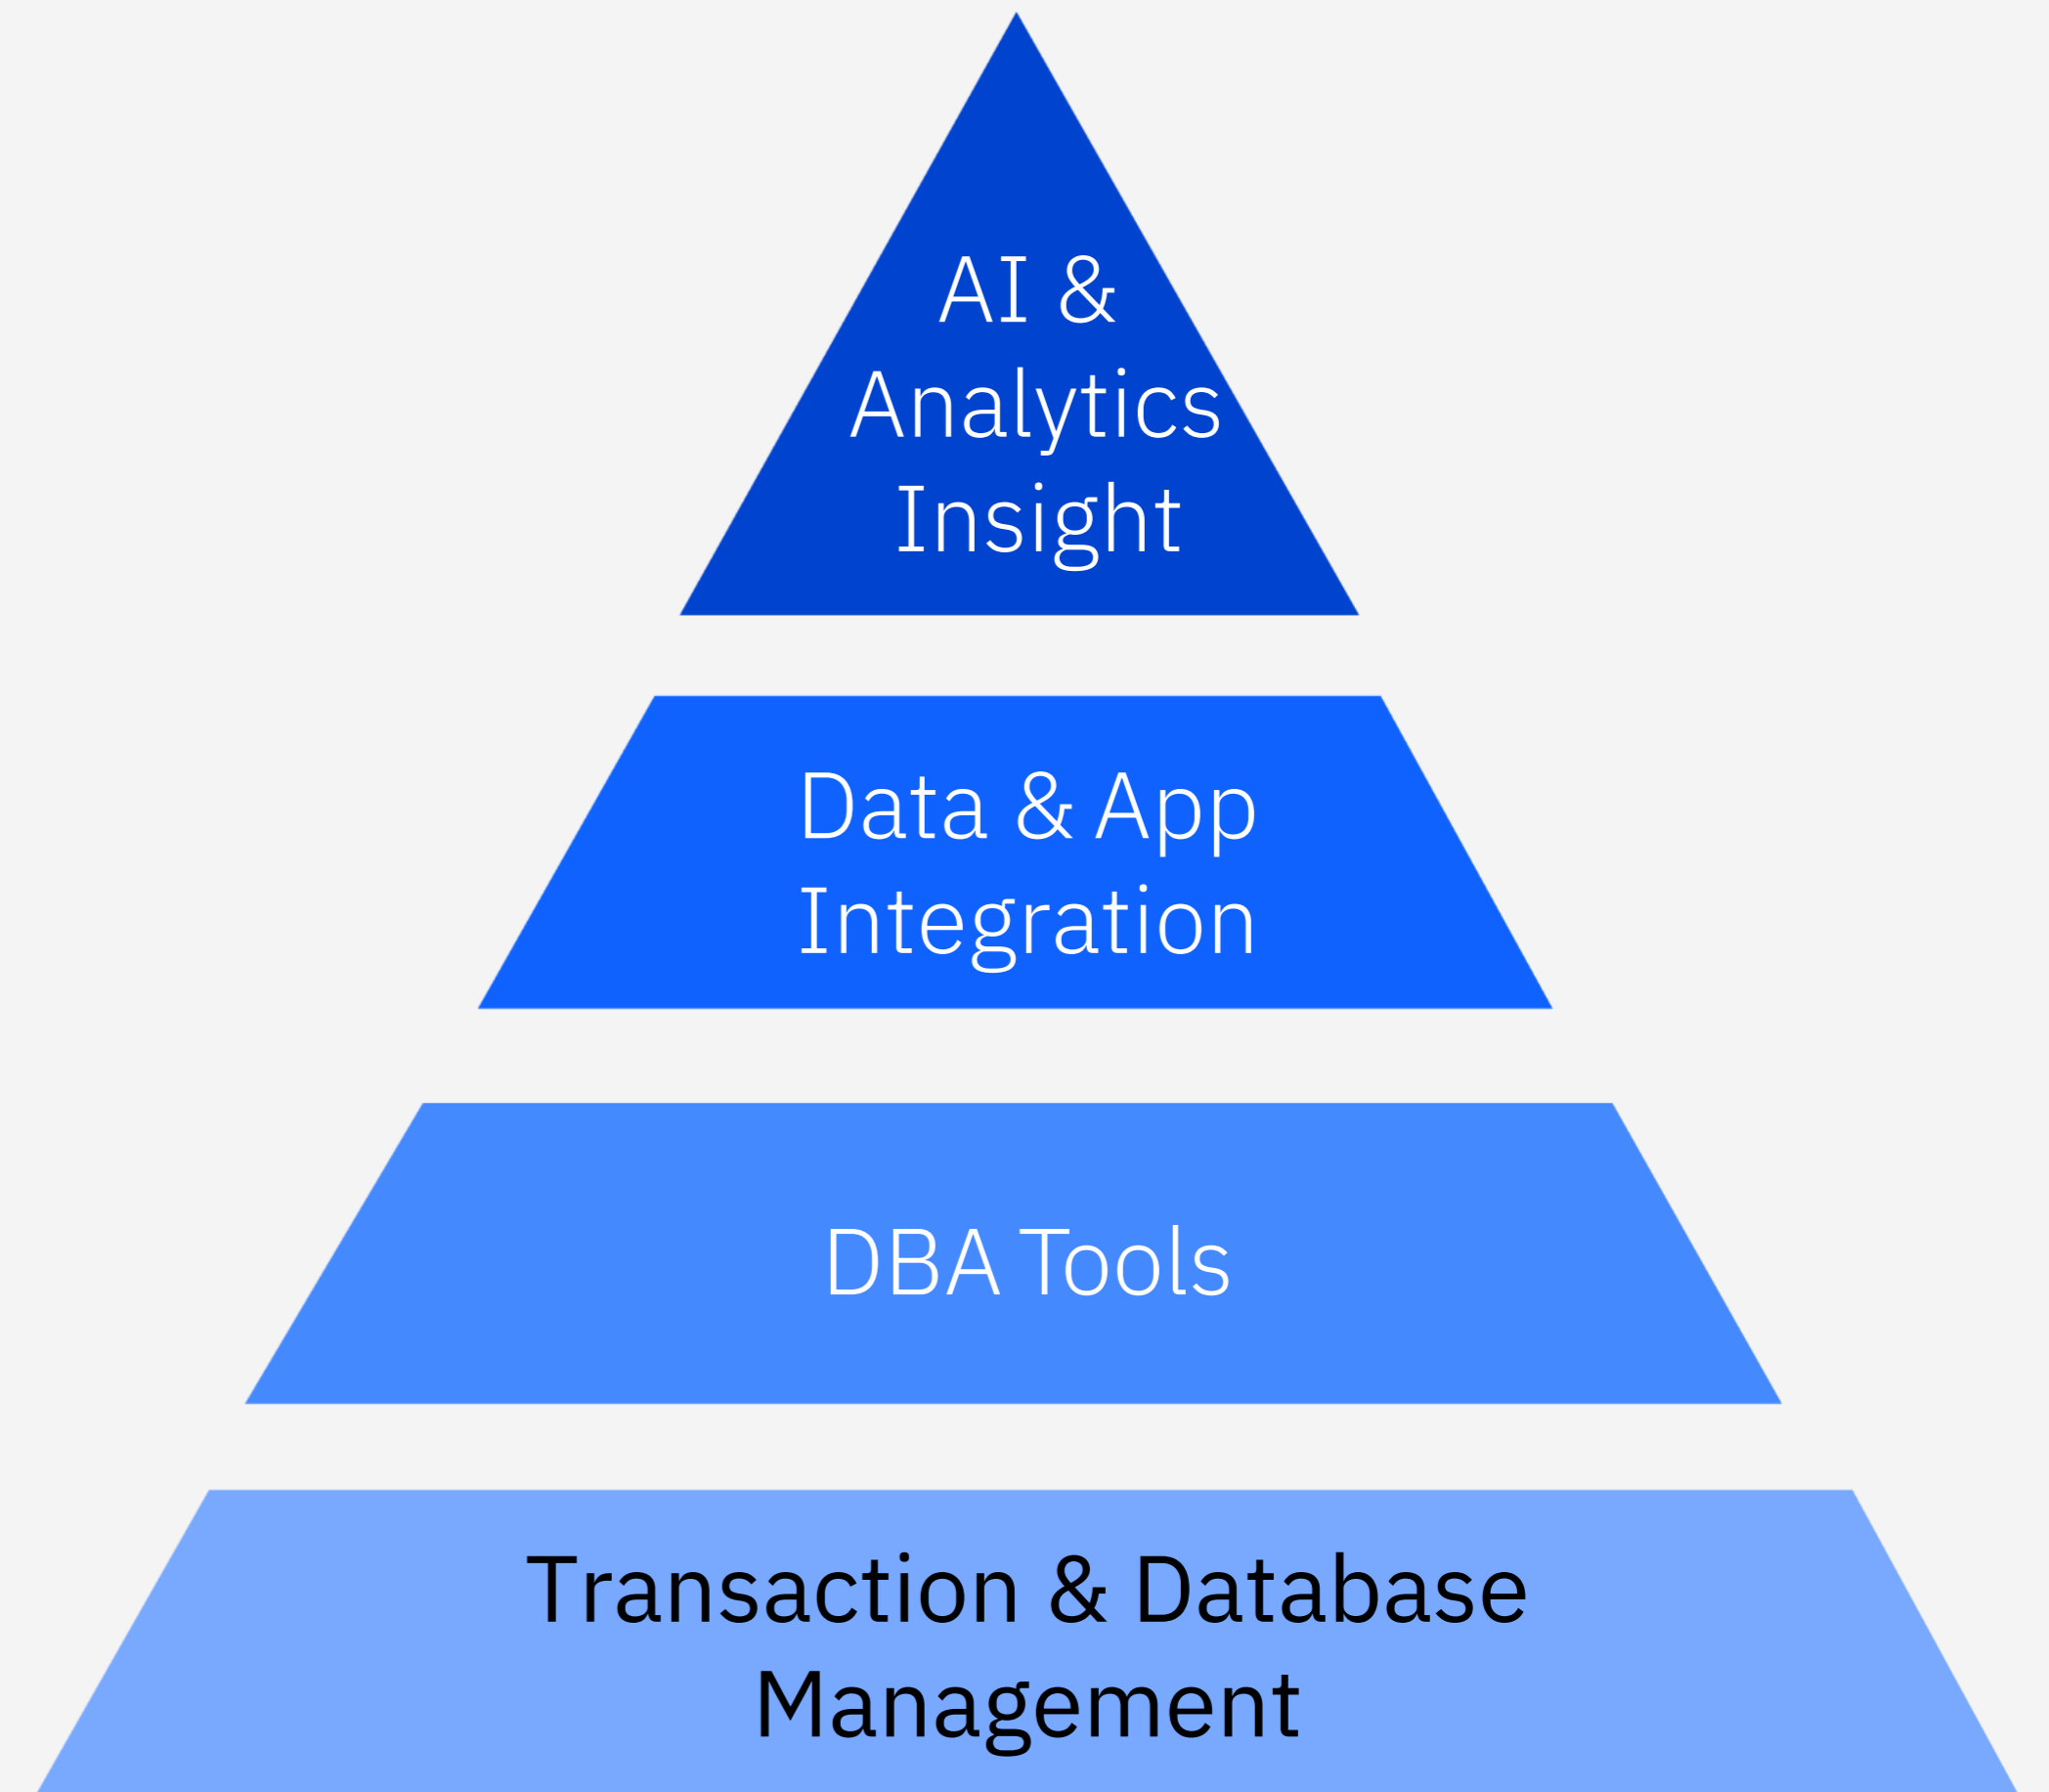 AI &
Analytics
Insight
Data & App
Integration
DBA Tools
Transaction & Database
Management